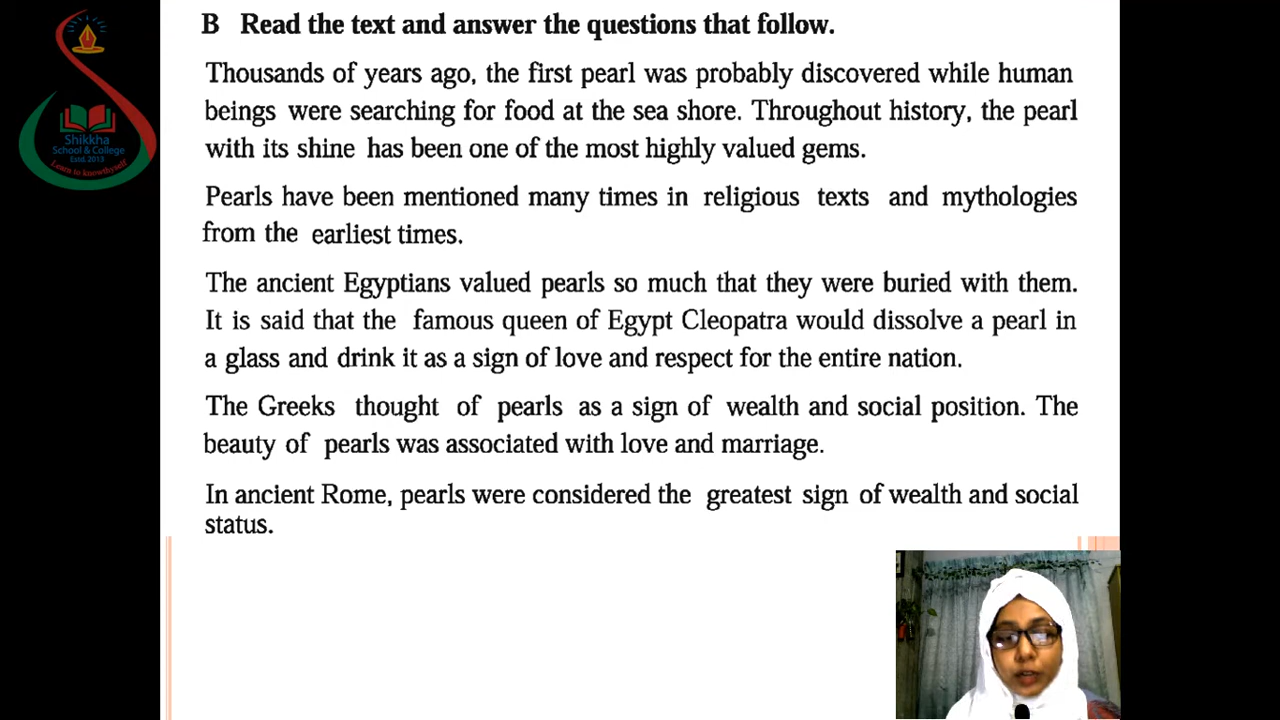 Shikkha
School & College
Estd. 2013
Learn to knowthyself
B Read the text and answer the questions that follow.
Thousands of years ago, the first pearl was probably discovered while human
beings were searching for food at the sea shore. Throughout history, the pearl
with its shine has been one of the most highly valued gems.
Pearls have been mentioned many times in religious texts and mythologies
from the earliest times.
The ancient Egyptians valued pearls so much that they were buried with them.
It is said that the famous queen of Egypt Cleopatra would dissolve a pearl in
a glass and drink it as a sign of love and respect for the entire nation.
The Greeks thought of pearls as a sign of wealth and social position. The
beauty of pearls was associated with love and marriage.
In ancient Rome, pearls were considered the greatest sign of wealth and social
status.